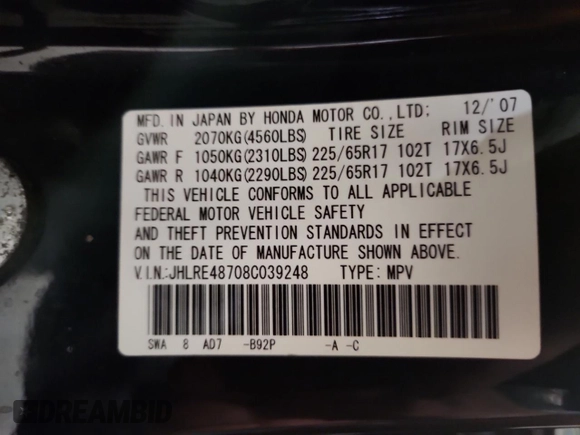 MFD. IN JAPAN BY HONDA MOTOR CO.,LTD: 12/'07
GVWR 2070KG(4560LBS) TIRE SIZE RIM SIZE
GAWR F 1050KG(2310LBS) 225/65R17 102T 17X6.5J
GAWR R 1040KG(2290LBS) 225/65R17 102T 17X6.5J
THIS VEHICLE CONFORMS TO ALL APPLICABLE
FEDERAL MOTOR VEHICLE SAFETY
AND THEFT PREVENTION STANDARDS IN EFFECT
ON THE DATE OF MANUFACTURE SHOWN ABOVE.
V.I.N.:JHLRE48708C039248 TYPE: MPV
SWA 8 AD7 -B92P -A -C
DREAMBID